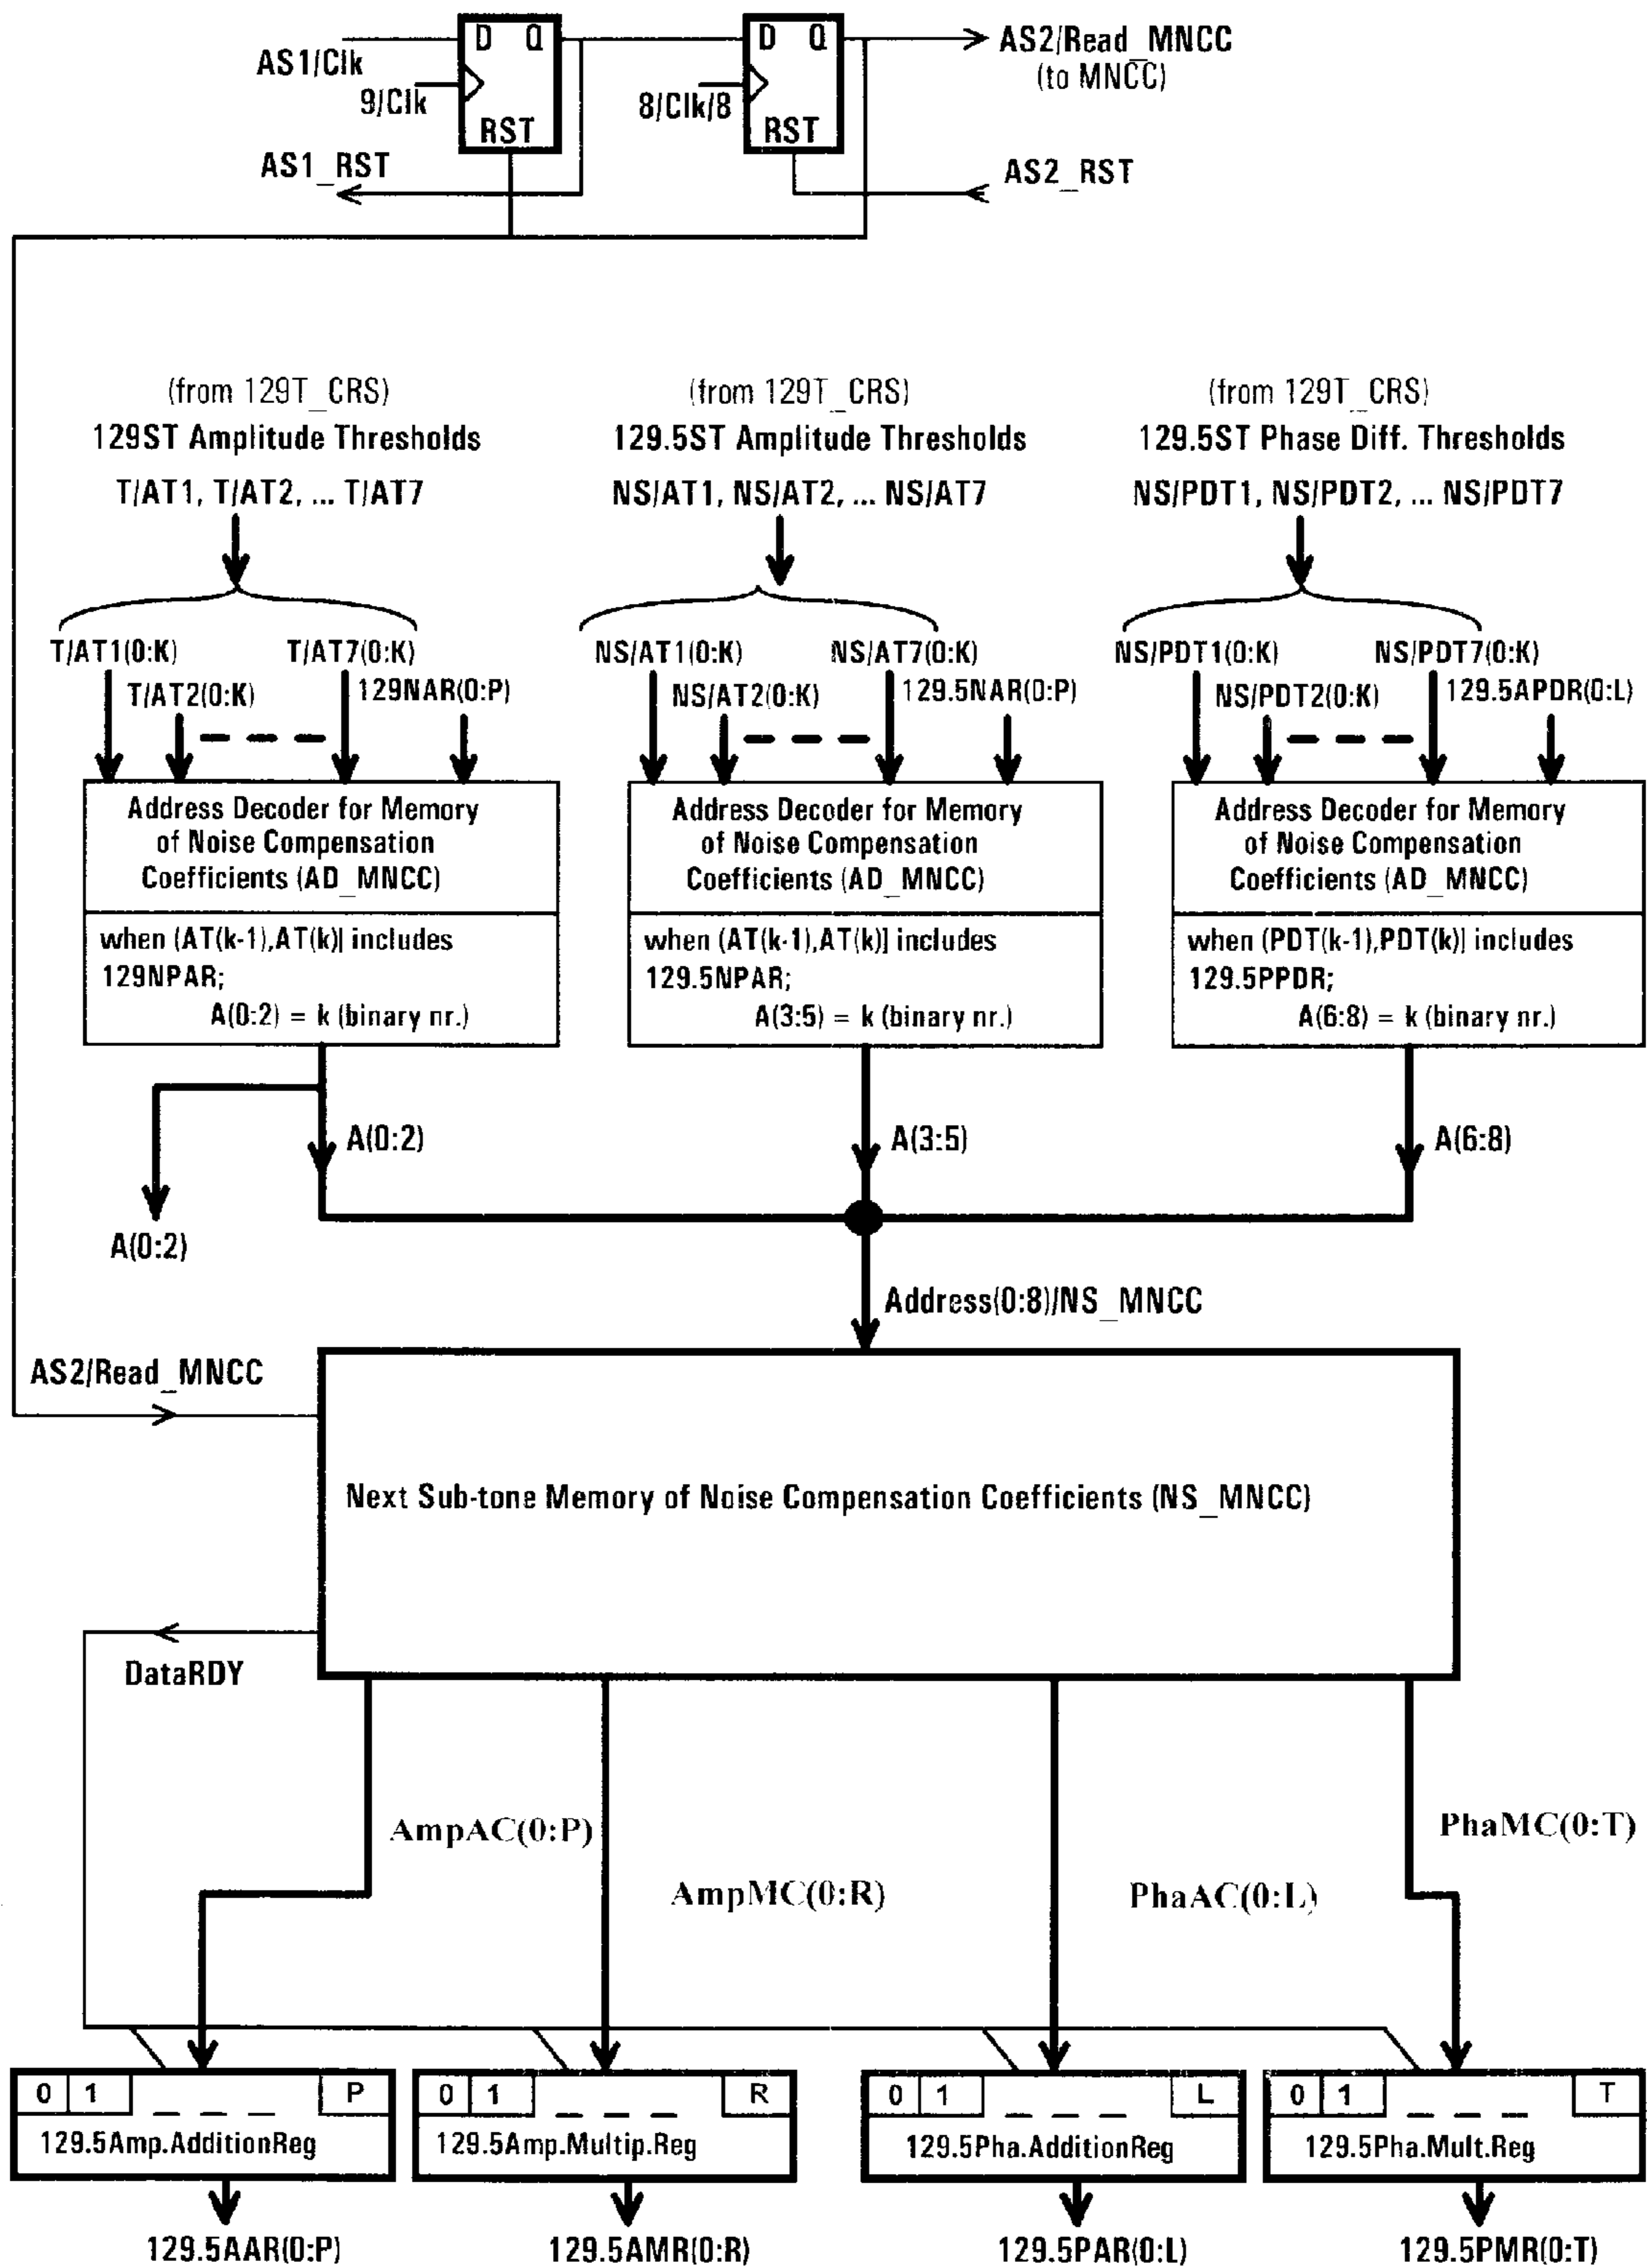 D Q
D Q
AS1/Clk
9/Clk
RST
8/Clk/8
RST
AS2/Read_MNCC
(to MNCC)
AS1_RST
AS2_RST
(from 129T_CRS)
129ST Amplitude Thresholds
T/AT1, T/AT2, ... T/AT7
(from 129T_CRS)
129.5ST Amplitude Thresholds
NS/AT1, NS/AT2, ... NS/AT7
(from 129T_CRS)
129.5ST Phase Diff. Thresholds
NS/PDT1, NS/PDT2, ... NS/PDT7
T/AT1(0:K)
T/AT7(0:K)
T/AT2(0:K)
129NAR(0:P)
NS/AT1(0:K)
NS/AT7(0:K)
NS/AT2(0:K)
129.5NAR(0:P)
NS/PDT1(0:K)
NS/PDT7(0:K)
NS/PDT2(0:K)
129.5APDR(0:L)
Address Decoder for Memory
of Noise Compensation
Coefficients (AD_MNCC)
when (AT(k-1),AT(k)] includes
129NPAR;
A(0:2) = k (binary nr.)
Address Decoder for Memory
of Noise Compensation
Coefficients (AD_MNCC)
when (AT(k-1),AT(k)] includes
129.5NPAR;
A(3:5) = k (binary nr.)
Address Decoder for Memory
of Noise Compensation
Coefficients (AD_MNCC)
when (PDT(k-1),PDT(k)] includes
129.5PPDR;
A(6:8) = k (binary nr.)
A(0:2)
A(3:5)
A(6:8)
A(0:2)
Address(0:8)/NS_MNCC
AS2/Read_MNCC
Next Sub-tone Memory of Noise Compensation Coefficients (NS_MNCC)
DataRDY
AmpAC(0:P)
AmpMC(0:R)
PhaAC(0:L)
PhaMC(0:T)
0 1 P
129.5Amp.AdditionReg
0 1 R
129.5Amp.Multip.Reg
0 1 L
129.5Pha.AdditionReg
0 1 T
129.5Pha.Mult.Reg
129.5AAR(0:P)
129.5AMR(0:R)
129.5PAR(0:L)
129.5PMR(0:T)